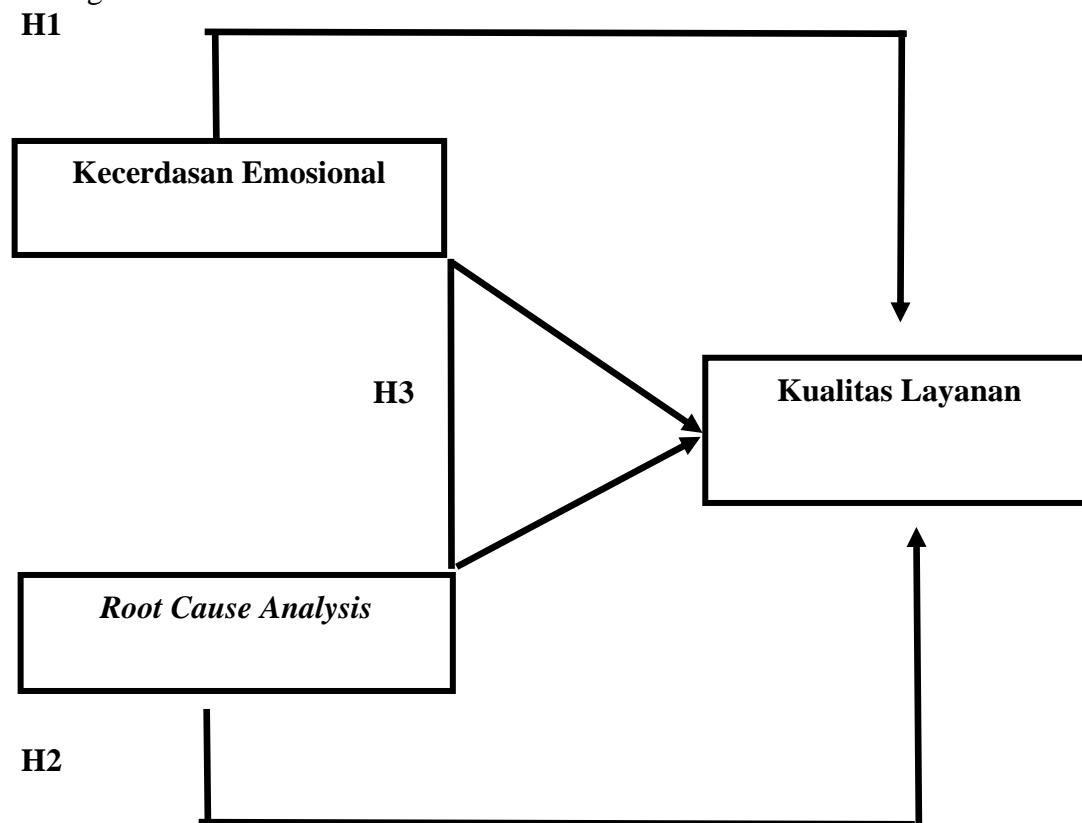 H1
Kecerdasan Emosional
Kualitas Layanan
H3
Root Cause Analysis
H2